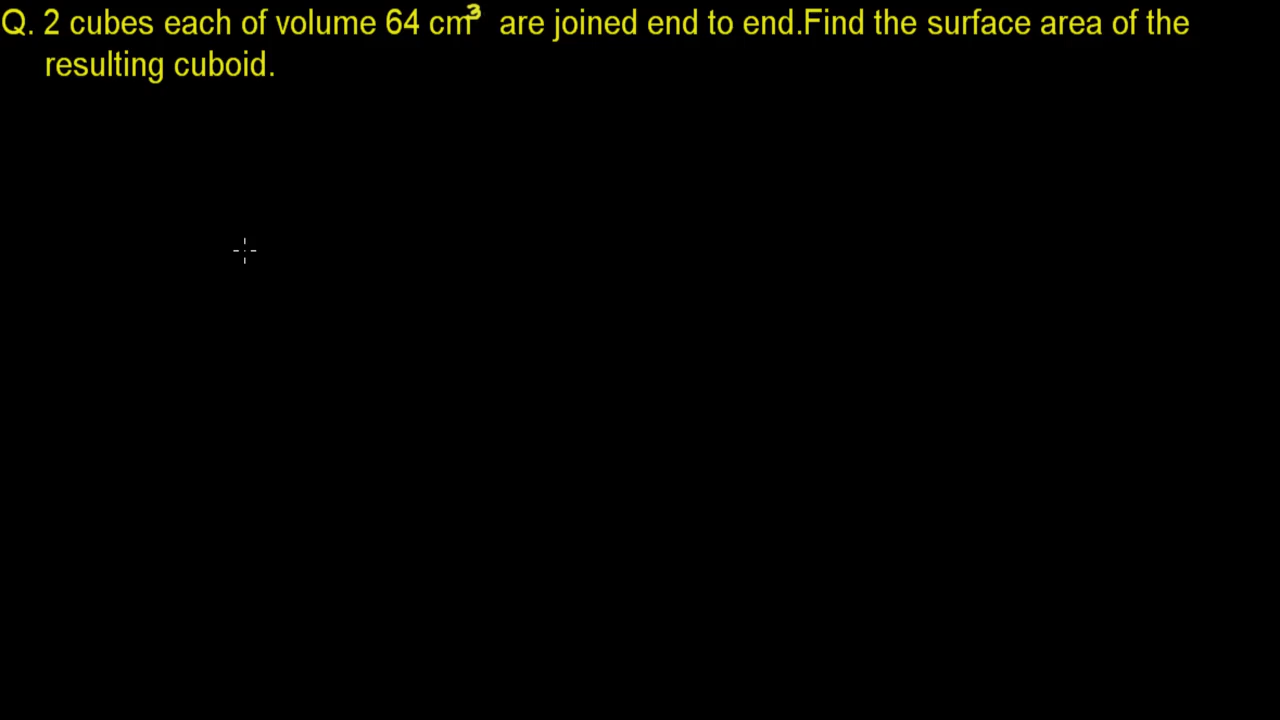 Q. 2 cubes each of volume 64 cm³ are joined end to end.Find the surface area of the
resulting cuboid.